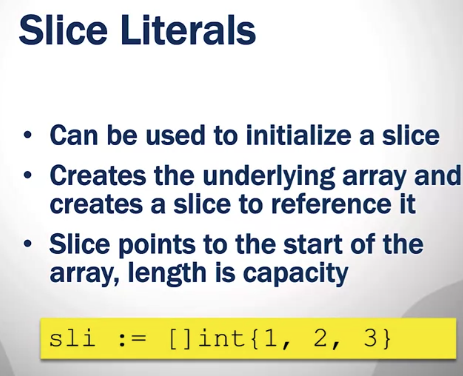 Slice Literals
• Can be used to initialize a slice
• Creates the underlying array and
creates a slice to reference it
• Slice points to the start of the
array, length is capacity
sli := []int{1, 2, 3}